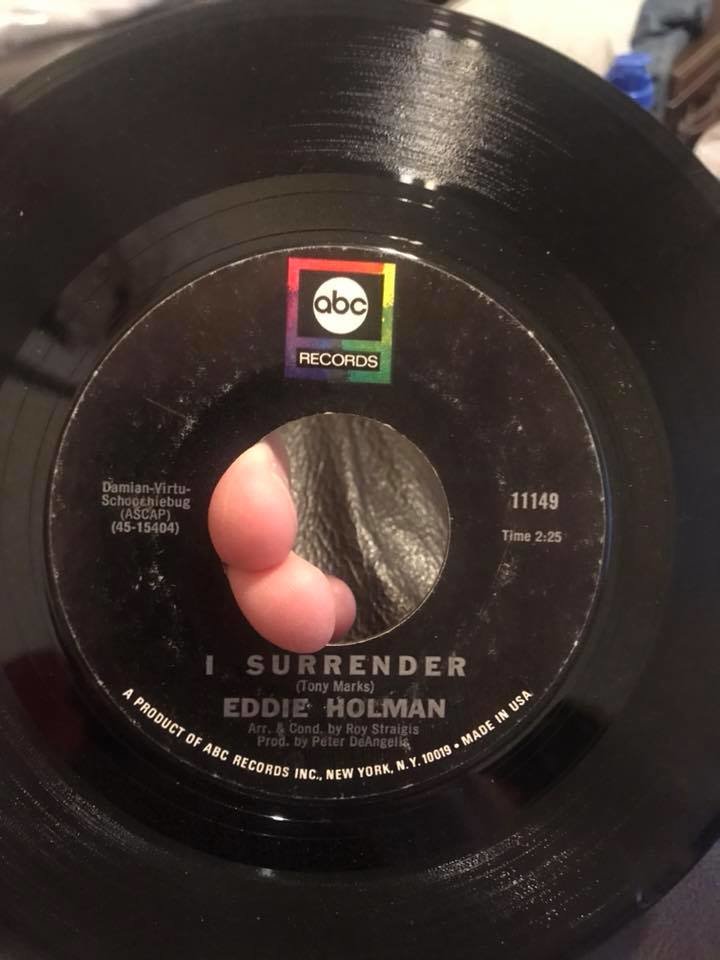 abc
RECORDS
Damian-Virtu-
Schoochiebug
(ASCAP)
(45-15404)
11149
Time 2:25
I SURRENDER
(Tony Marks)
EDDIE HOLMAN
Arr. & Cond. by Roy Straigis
Prod. by Peter DeAngelis
A PRODUCT OF ABC RECORDS INC., NEW YORK, N.Y. 10019 • MADE IN USA